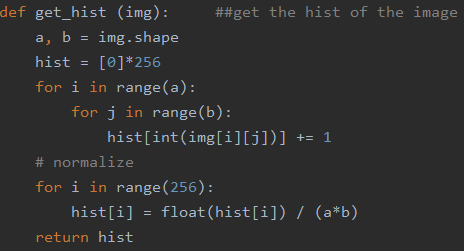 def get_hist (img):    ##get the hist of the image
    a, b = img.shape
    hist = [0]*256
    for i in range(a):
        for j in range(b):
            hist[int(img[i][j])] += 1
    # normalize
    for i in range(256):
        hist[i] = float(hist[i]) / (a*b)
    return hist